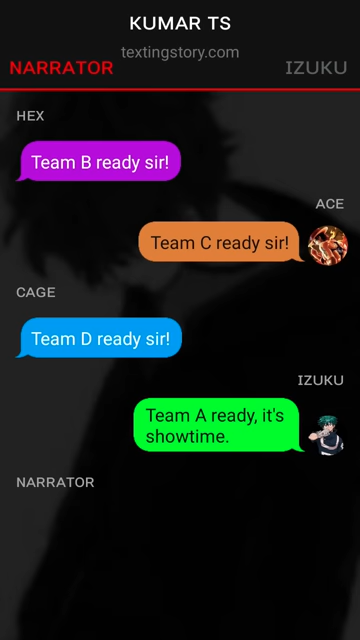 KUMAR TS
textingstory.com
NARRATOR
IZUKU
HEX
Team B ready sir!
ACE
Team C ready sir!
CAGE
Team D ready sir!
IZUKU
Team A ready, it's
showtime.
NARRATOR